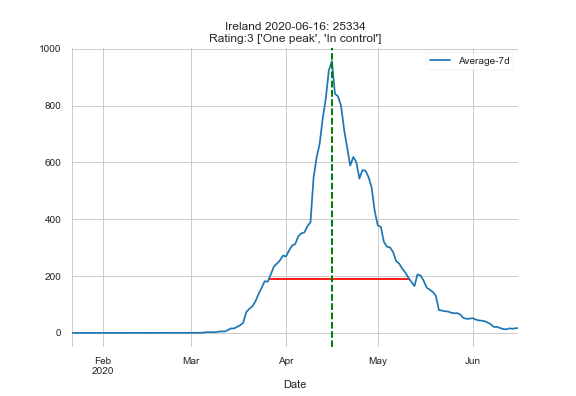 Ireland 2020-06-16: 25334
Rating:3 ['One peak', 'In control']
Average-7d
1000
800
600
400
200
0
Feb
2020
Mar
Apr
May
Jun
Date